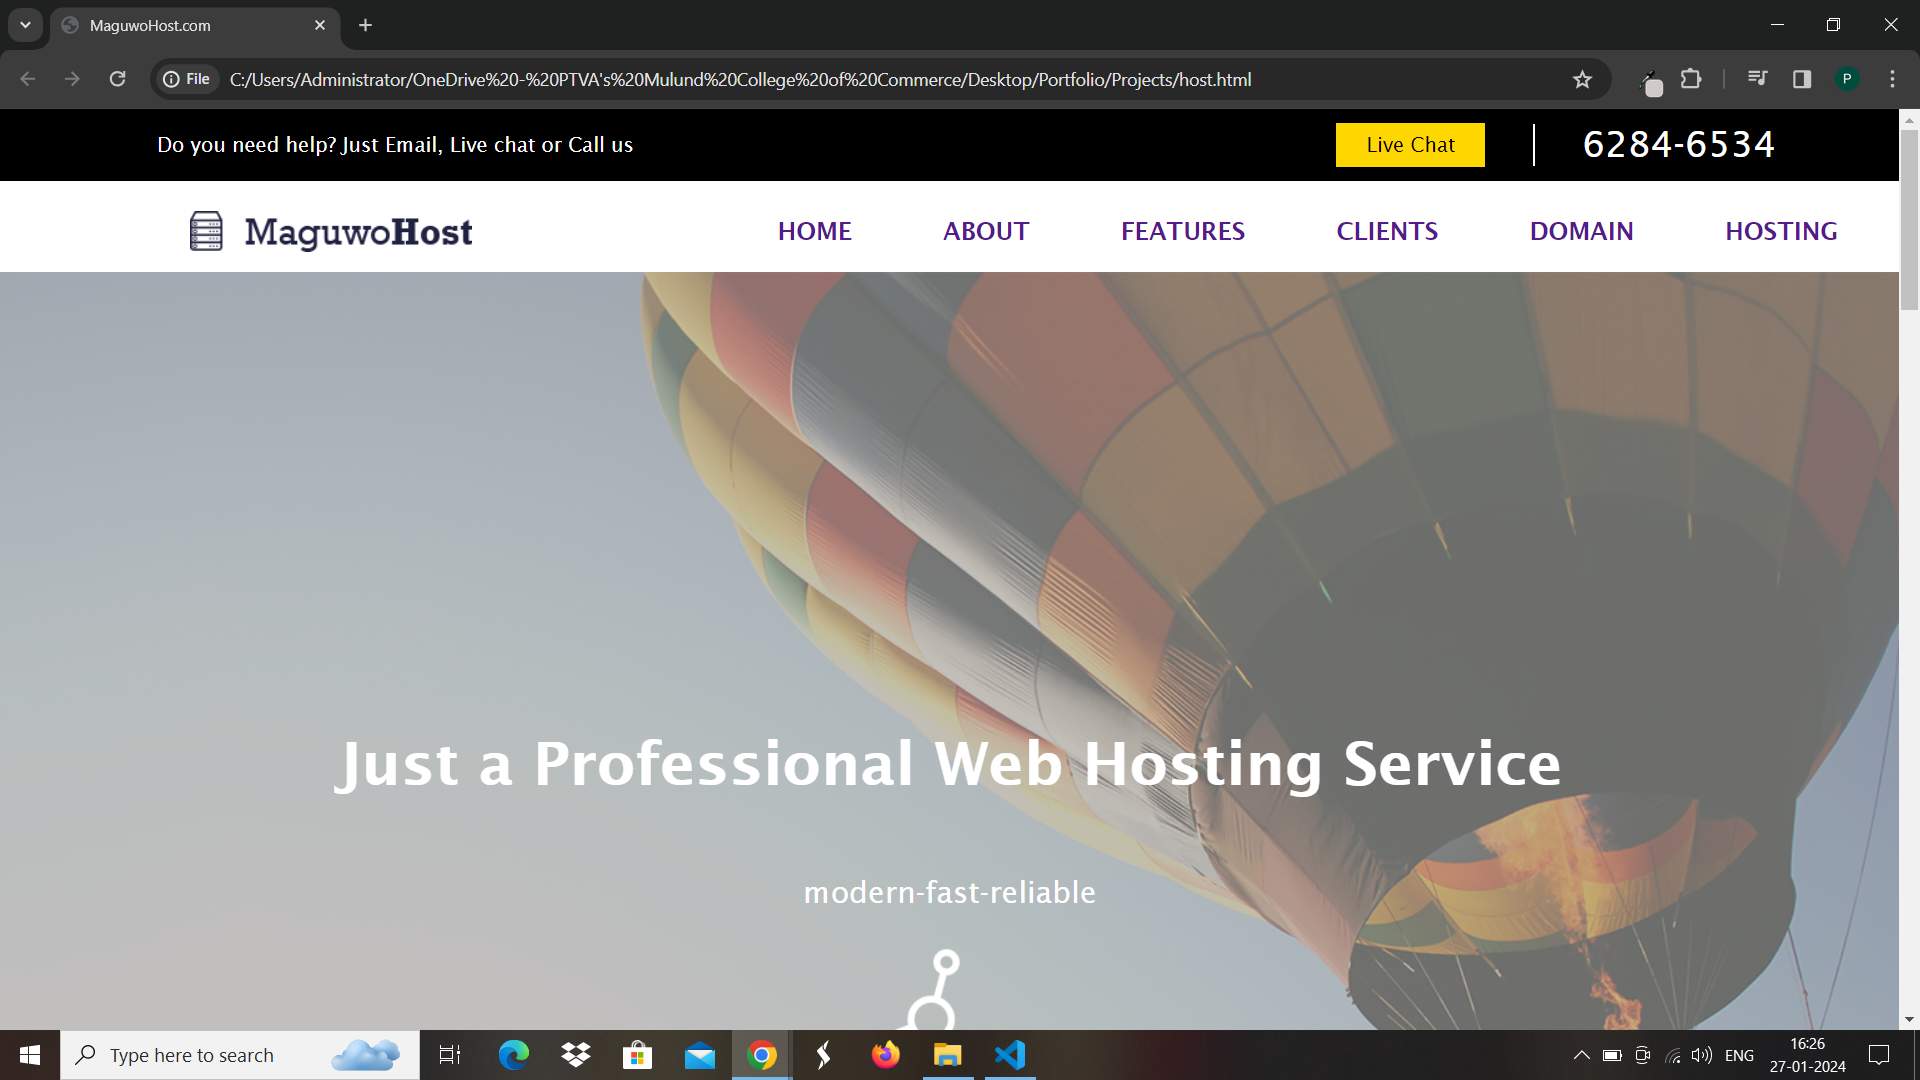 MaguwoHost.com
File
C:/Users/Administrator/OneDrive%20-%20PTVA's%20Mulund%20College%20of%20Commerce/Desktop/Portfolio/Projects/host.html
P
Do you need help? Just Email, Live chat or Call us
Live Chat
6284-6534
MaguwoHost
HOME
ABOUT
FEATURES
CLIENTS
DOMAIN
HOSTING
Just a Professional Web Hosting Service
modern-fast-reliable
Type here to search
ENG
16:26
27-01-2024